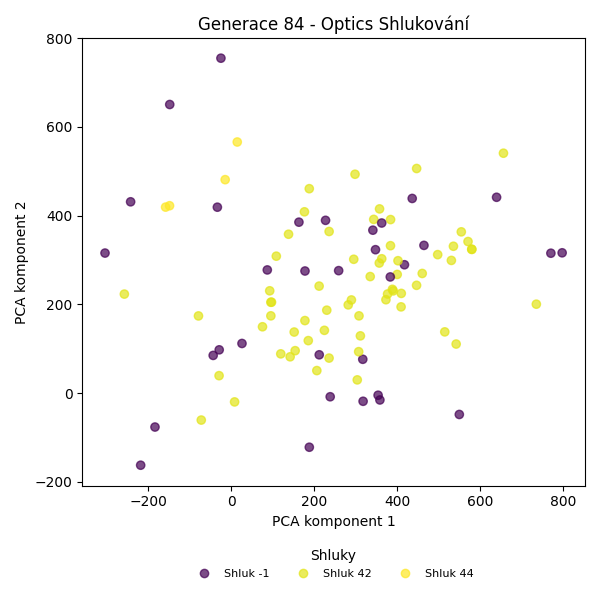 Generace 84 - Optics Shlukování
PCA komponent 2
800
600
400
200
0
−200
−200
0
200
400
600
800
PCA komponent 1
Shluky
Shluk -1
Shluk 42
Shluk 44